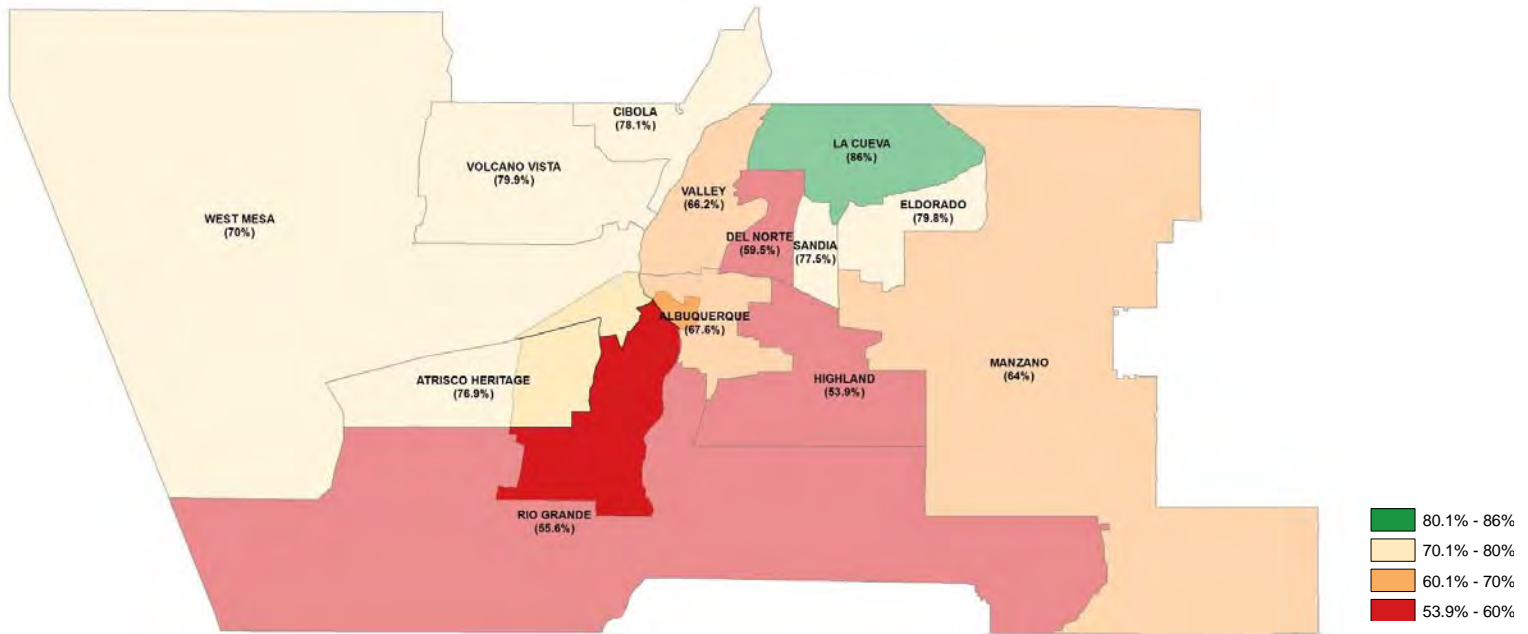 CIBOLA
(78.1%)
LA CUEVA
(86%)
VOLCANO VISTA
(79.9%)
VALLEY
(66.2%)
ELDORADO
(79.8%)
WEST MESA
(70%)
DEL NORTE
(59.5%)
SANDIA
(77.5%)
ALBUQUERQUE
(67.6%)
MANZANO
(64%)
ATRISCO HERITAGE
(76.9%)
HIGHLAND
(53.9%)
RIO GRANDE
(55.6%)
80.1% - 86%
70.1% - 80%
60.1% - 70%
53.9% - 60%